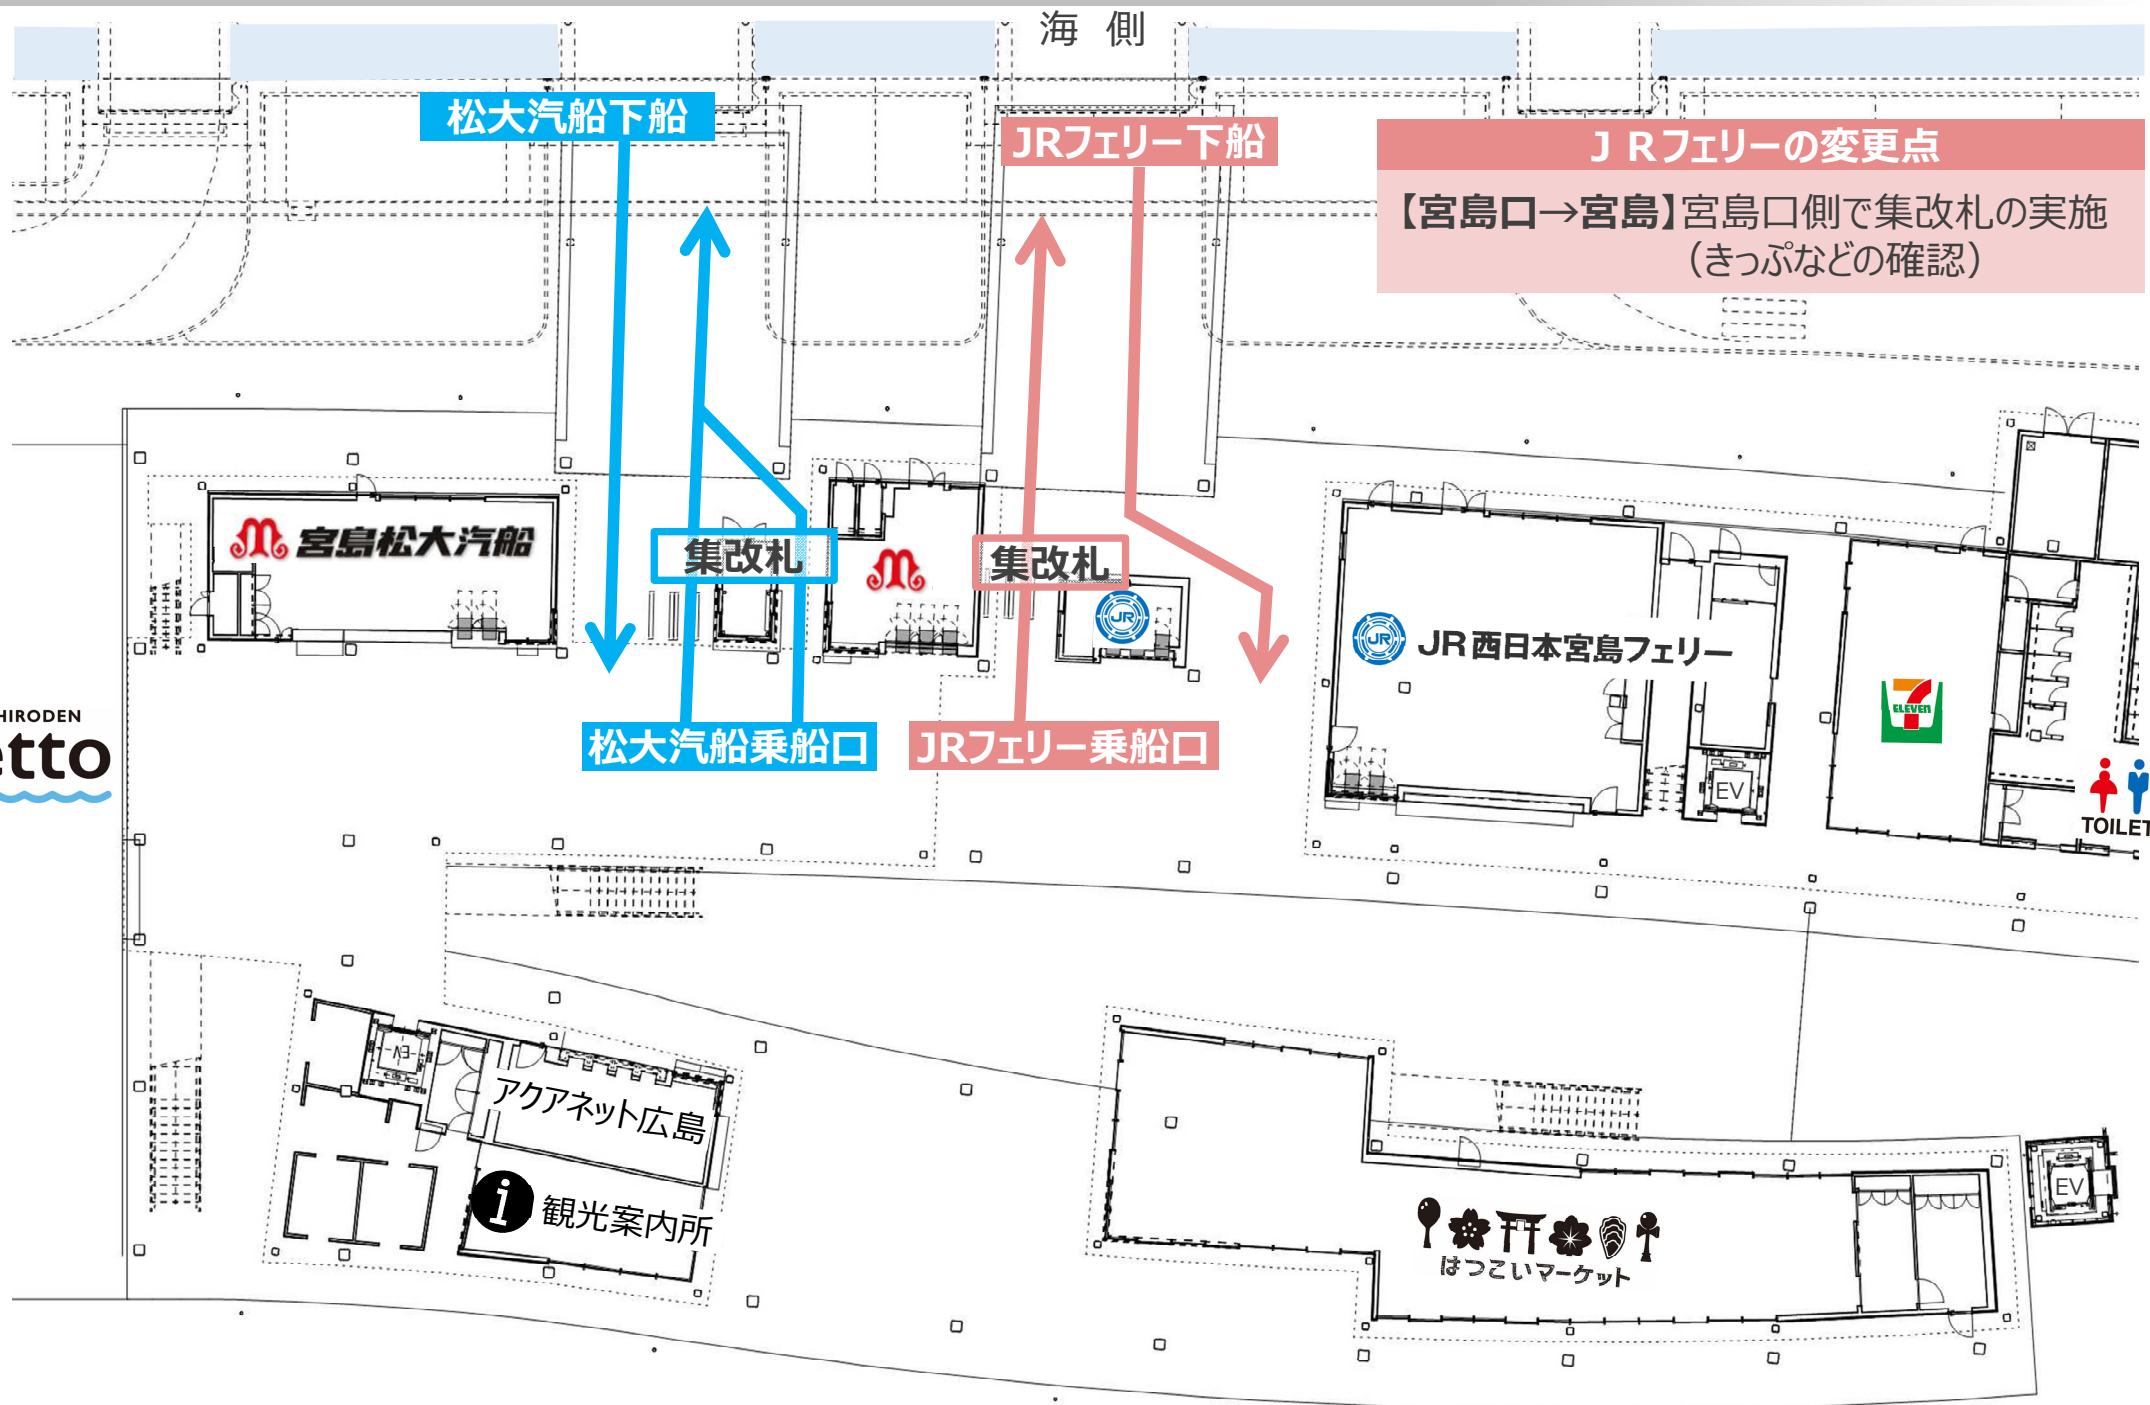 海 側
松大汽船下船
JRフェリー下船
ＪＲフェリーの変更点
【宮島口→宮島】宮島口側で集改札の実施
（きっぷなどの確認）
宮島松大汽船
集改札
集改札
JR
JR
JR西日本宮島フェリー
7
ELEVEN
HIRODEN
etto
松大汽船乗船口
JRフェリー乗船口
EV
TOILET
EV
アクアネット広島
i 観光案内所
EV
はつこいマーケット